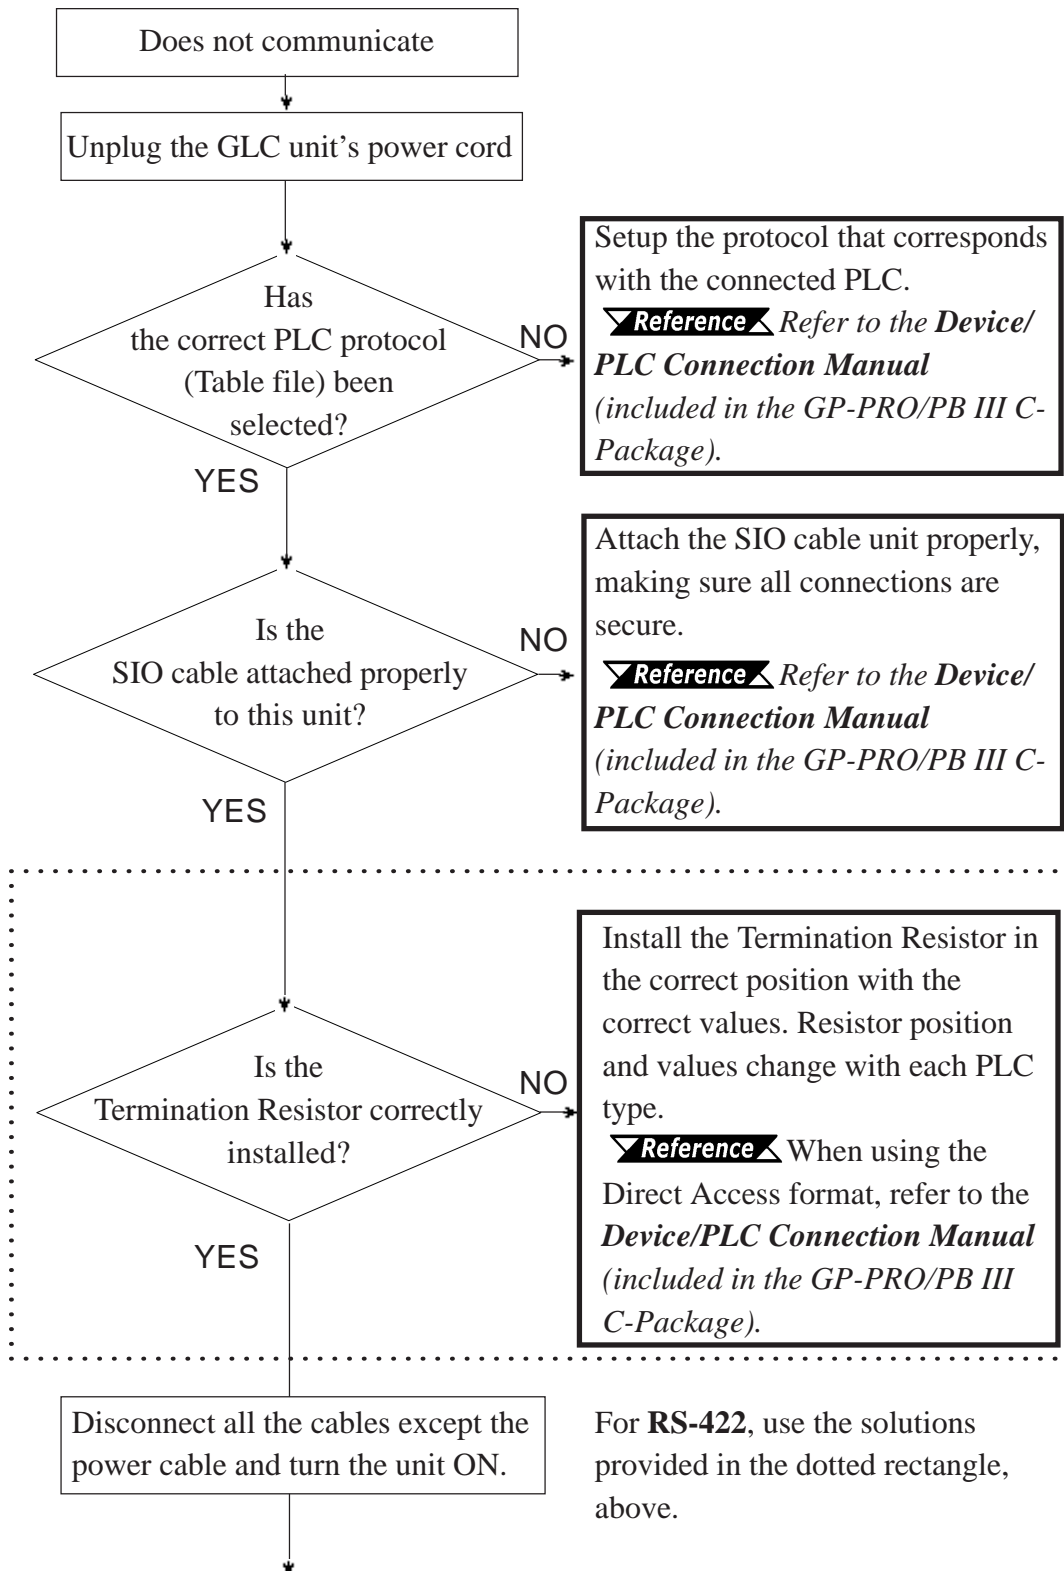 Does not communicate
Unplug the GLC unit's power cord
Has
the correct PLC protocol
(Table file) been
selected?
NO
YES
Setup the protocol that corresponds
with the connected PLC.
Reference Refer to the Device/
PLC Connection Manual
(included in the GP-PRO/PB III C-
Package).
Is the
SIO cable attached properly
to this unit?
NO
YES
Attach the SIO cable unit properly,
making sure all connections are
secure.
Reference Refer to the Device/
PLC Connection Manual
(included in the GP-PRO/PB III C-
Package).
Is the
Termination Resistor correctly
installed?
NO
YES
Install the Termination Resistor in
the correct position with the
correct values. Resistor position
and values change with each PLC
type.
Reference When using the
Direct Access format, refer to the
Device/PLC Connection Manual
(included in the GP-PRO/PB III
C-Package).
Disconnect all the cables except the
power cable and turn the unit ON.
For RS-422, use the solutions
provided in the dotted rectangle,
above.